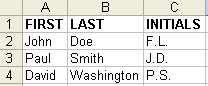 A B C
1 FIRST LAST INITIALS
2 John Doe F.L.
3 Paul Smith J.D.
4 David Washington P.S.